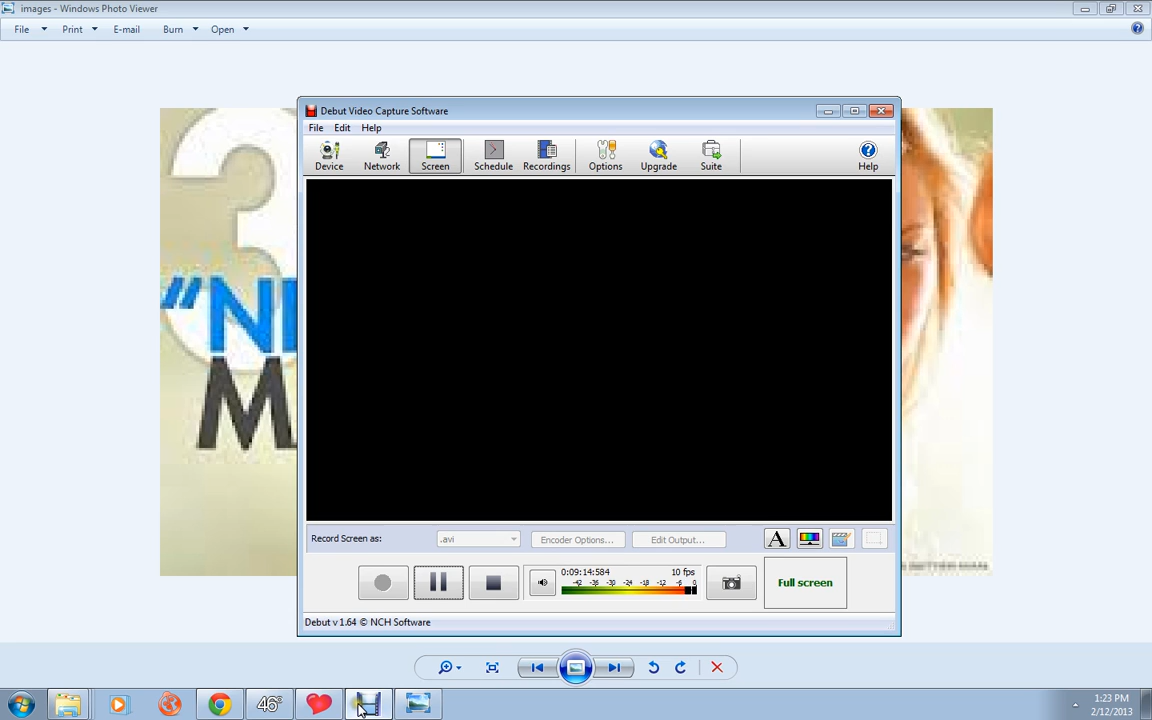 images - Windows Photo Viewer
File Print E-mail Burn Open
3
"N
M
Debut Video Capture Software
File Edit Help
Device Network Screen Schedule Recordings Options Upgrade Suite Help
Record Screen as: .avi Encoder Options... Edit Output... A
0:09:14:584 10 fps
-42 -36 -30 -24 -18 -12 -6 0
Full screen
Debut v 1.64 © NCH Software
46°
1:23 PM
2/12/2013